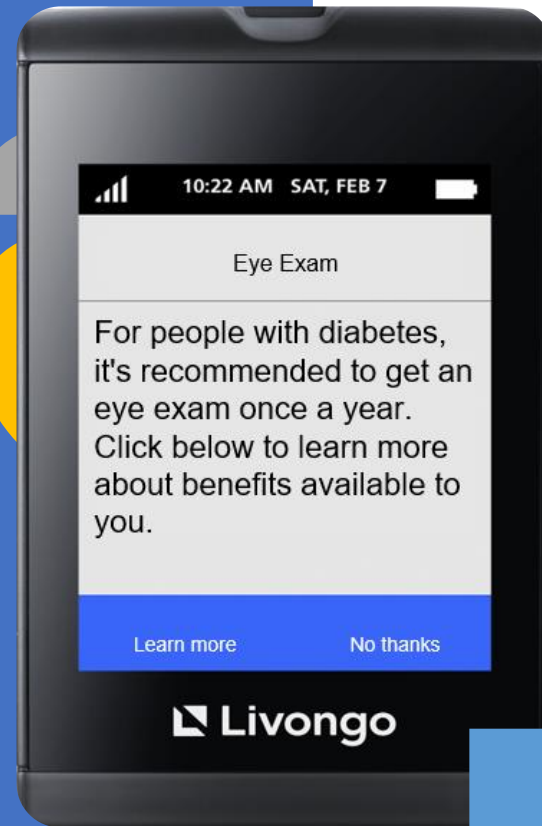 10:22 AM SAT, FEB 7
Eye Exam
For people with diabetes,
it's recommended to get an
eye exam once a year.
Click below to learn more
about benefits available to
you.
Learn more No thanks
Livongo